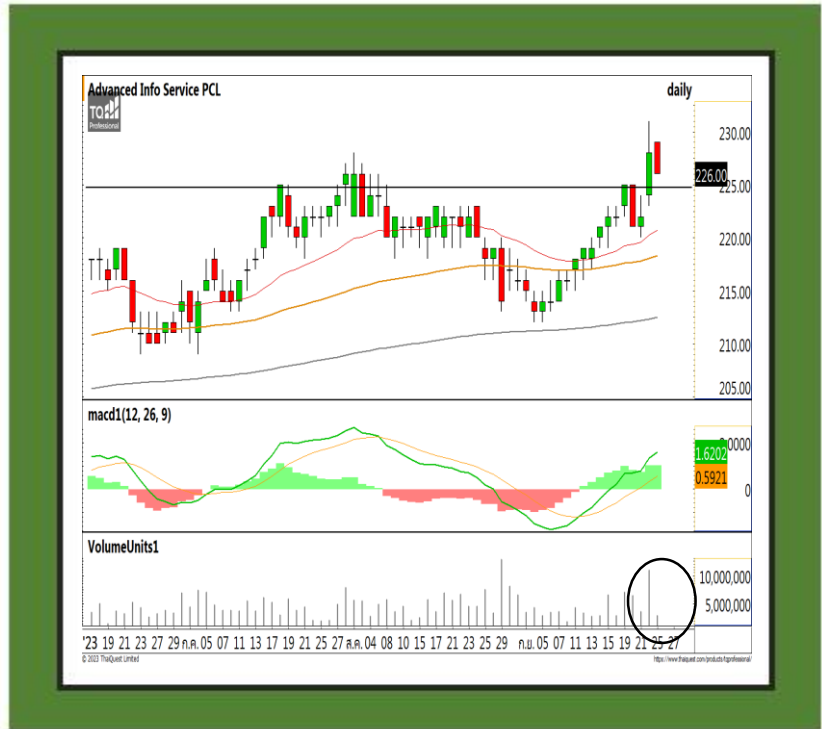 Advanced Info Service PCL daily
TQ
Professional
230.00
226.00
225.00
220.00
215.00
210.00
205.00
macd1(12, 26, 9)
0000
1.6202
0.5921
0
VolumeUnits1
10,000,000
5,000,000
'23 19 21 23 27 29 ก.ค. 05 07 11 13 17 19 21 25 27 ส.ค. 04 08 10 15 17 21 23 25 29 ก.ย. 05 07 11 13 15 19 21 25 27
© 2023 ThaiQuest Limited https://www.thaiquest.com/products-fqprofessional/